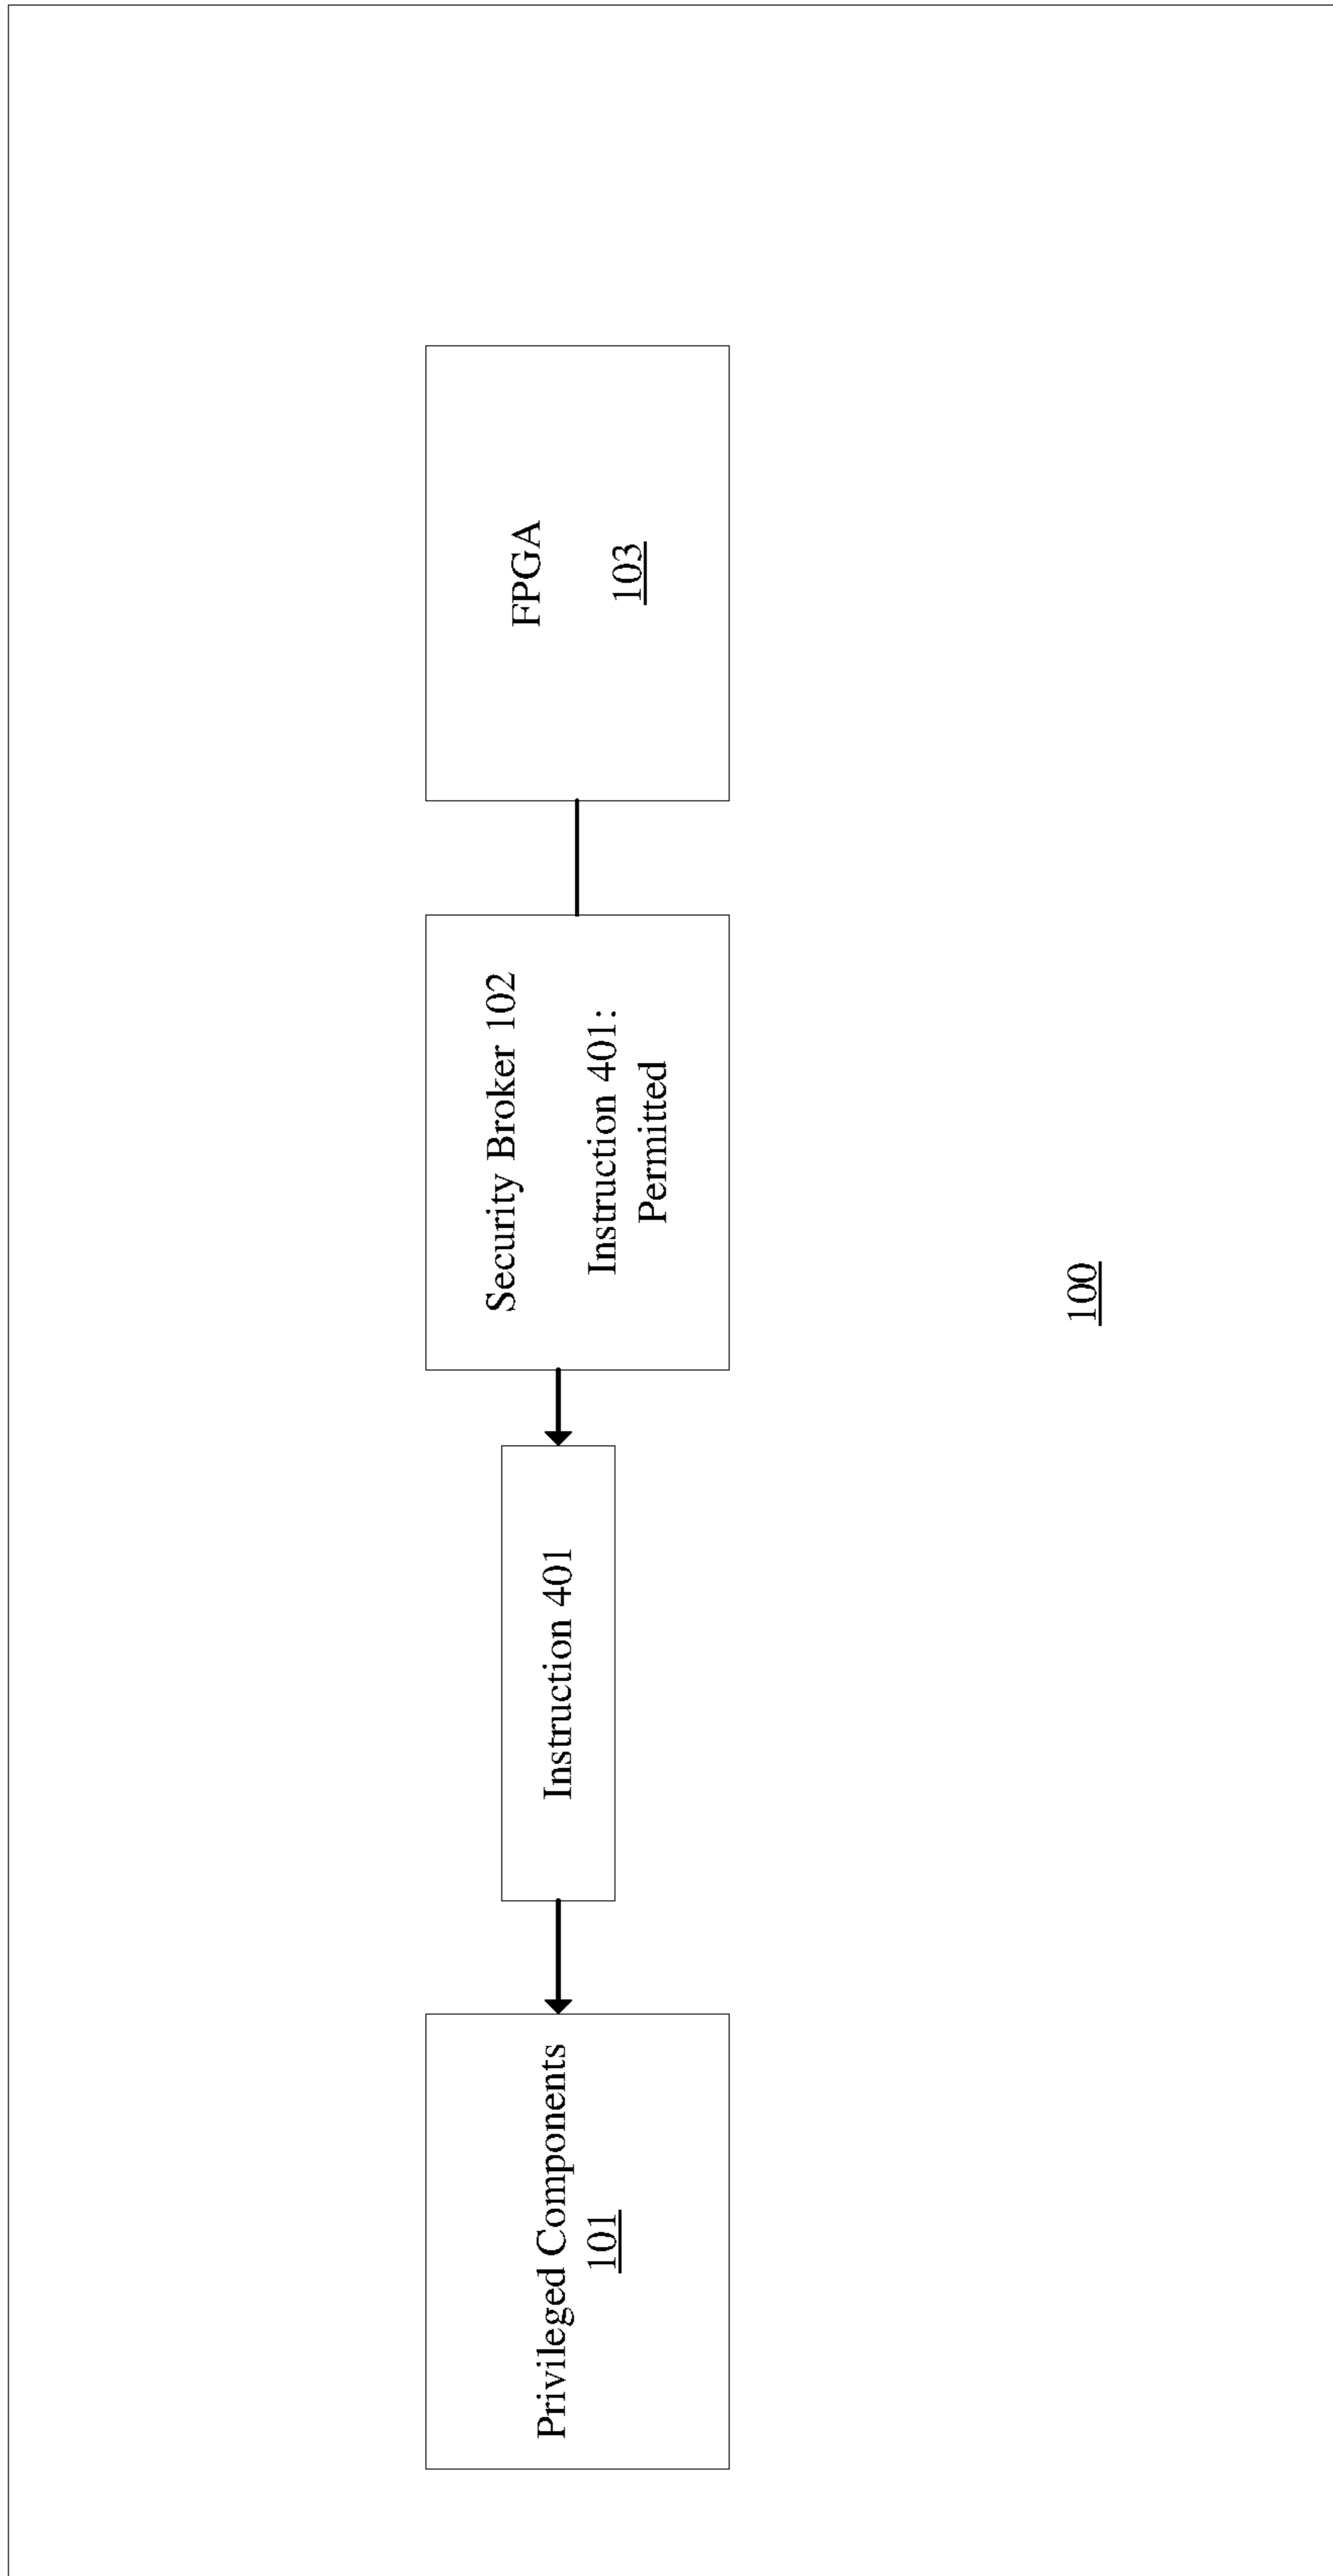 Privileged Components
101
Instruction 401
Security Broker 102
Instruction 401:
Permitted
FPGA
103
100